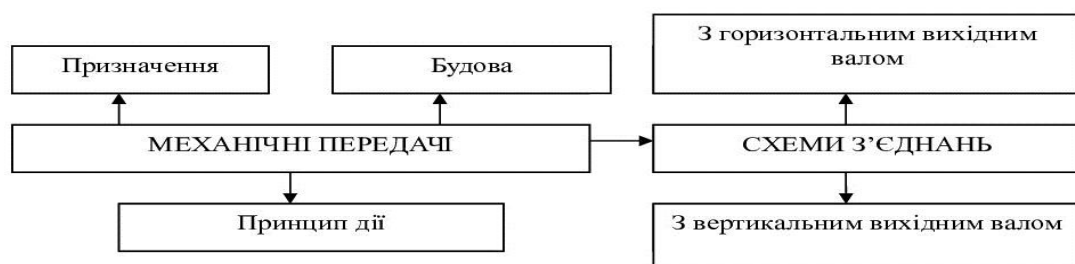 З горизонтальним вихідним
валом
Призначення
Будова
МЕХАНІЧНІ ПЕРЕДАЧІ
СХЕМИ З’ЄДНАНЬ
Принцип дії
З вертикальним вихідним валом